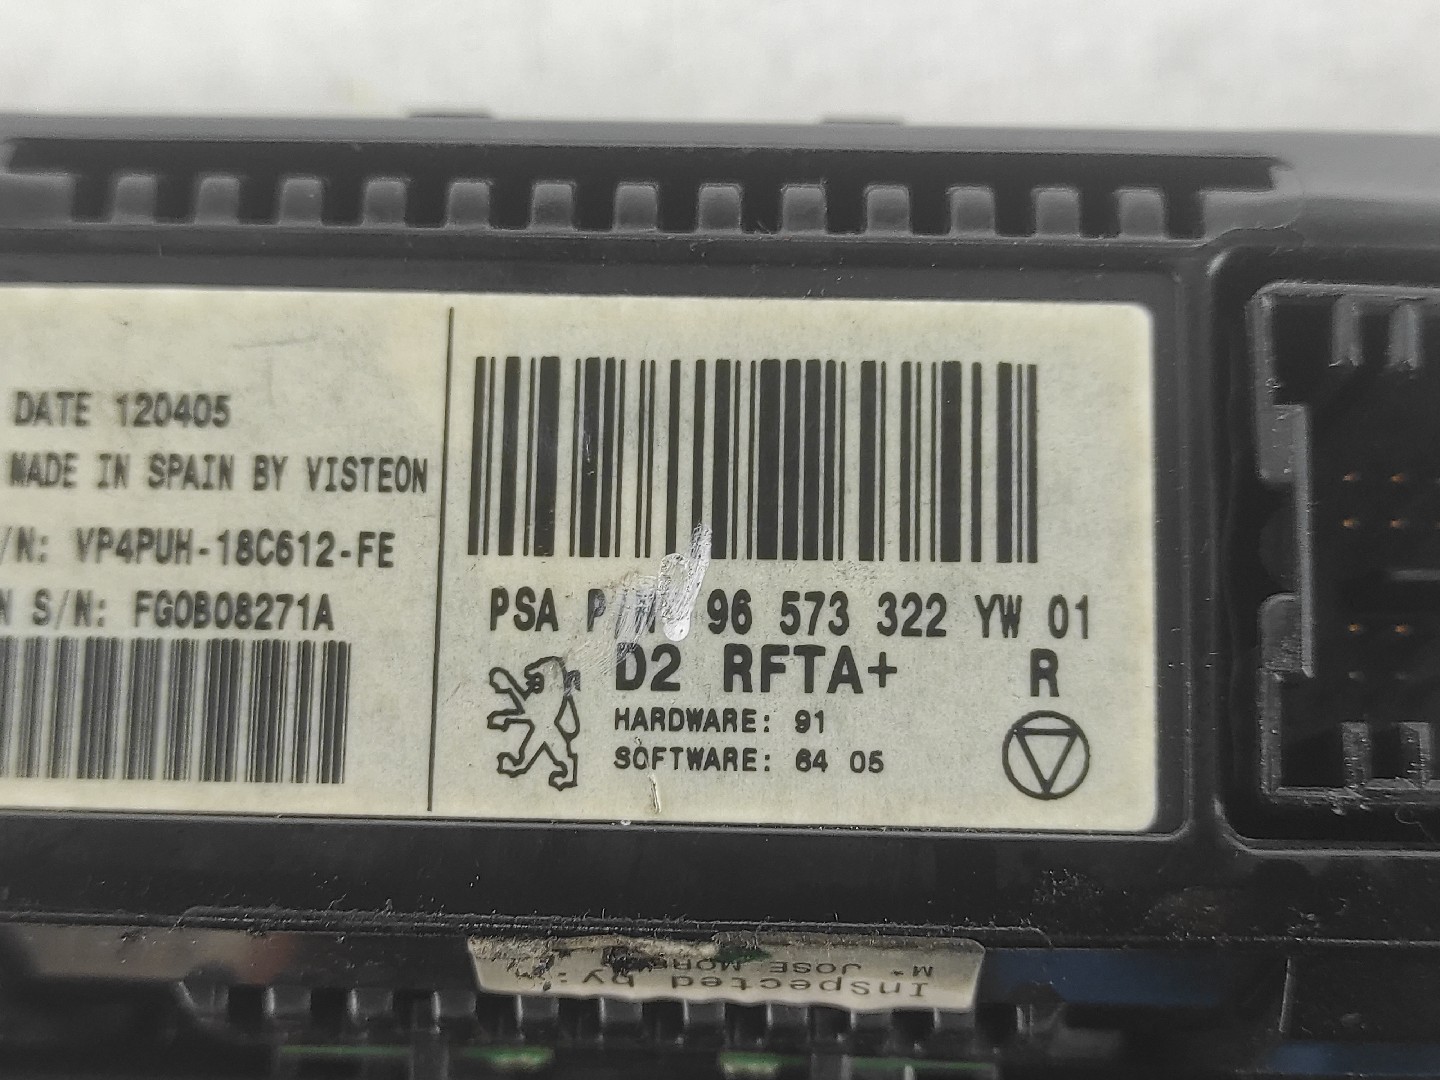 DATE 120405
MADE IN SPAIN BY VISTEON
/N: VP4PUH-18C612-FE
N S/N: FG0B08271A
PSA P/N 96 573 322 YW 01
D2 RFTA+ R
HARDWARE: 91
SOFTWARE: 64 05
Inspected by:
Mª JOSE